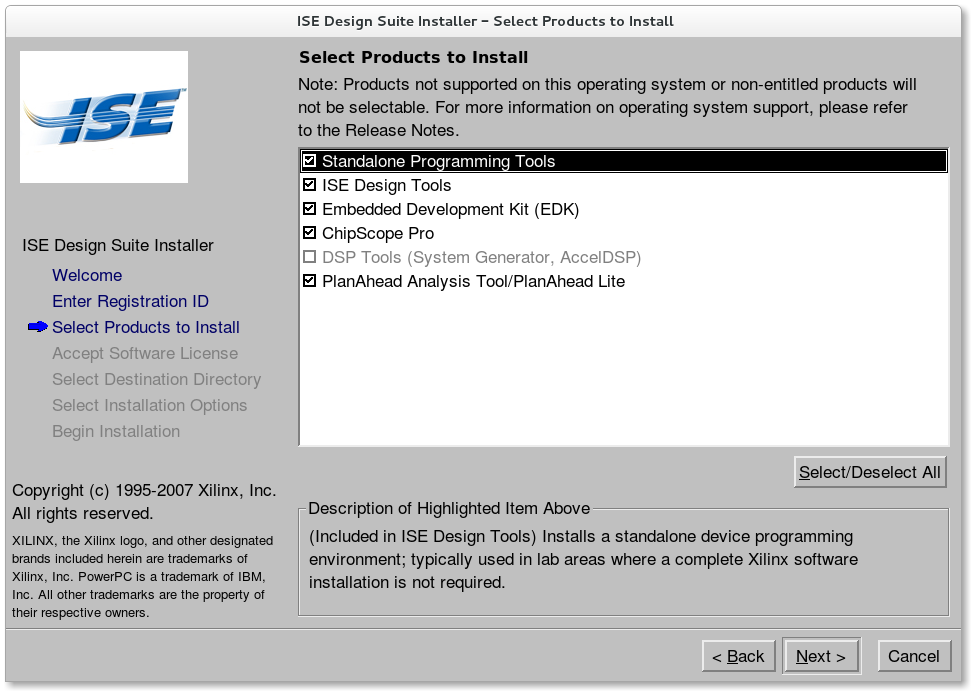 ISE Design Suite Installer – Select Products to Install
ISE™
Select Products to Install
Note: Products not supported on this operating system or non-entitled products will
not be selectable. For more information on operating system support, please refer
to the Release Notes.
Standalone Programming Tools
ISE Design Tools
Embedded Development Kit (EDK)
ChipScope Pro
DSP Tools (System Generator, AccelDSP)
PlanAhead Analysis Tool/PlanAhead Lite
ISE Design Suite Installer
Welcome
Enter Registration ID
Select Products to Install
Accept Software License
Select Destination Directory
Select Installation Options
Begin Installation
Select/Deselect All
Copyright (c) 1995-2007 Xilinx, Inc.
All rights reserved.
XILINX, the Xilinx logo, and other designated
brands included herein are trademarks of
Xilinx, Inc. PowerPC is a trademark of IBM,
Inc. All other trademarks are the property of
their respective owners.
Description of Highlighted Item Above
(Included in ISE Design Tools) Installs a standalone device programming
environment; typically used in lab areas where a complete Xilinx software
installation is not required.
< Back
Next >
Cancel